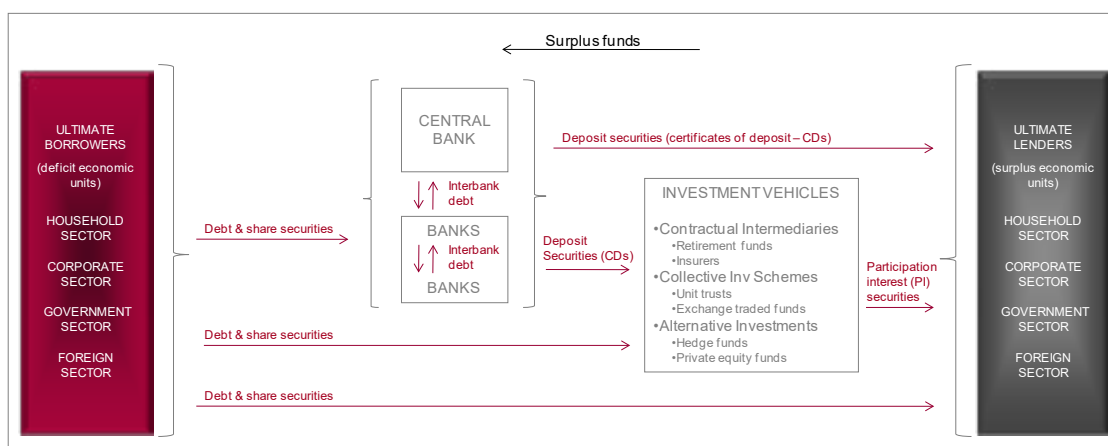 Surplus funds
ULTIMATE
BORROWERS
(deficit economic
units)
HOUSEHOLD
SECTOR
CORPORATE
SECTOR
GOVERNMENT
SECTOR
FOREIGN
SECTOR
Debt & share securities
Debt & share securities
Debt & share securities
CENTRAL
BANK
Interbank
debt
BANKS
Interbank
debt
BANKS
Deposit securities (certificates of deposit – CDs)
Deposit
Securities (CDs)
INVESTMENT VEHICLES
•Contractual Intermediaries
•Retirement funds
•Insurers
•Collective Inv Schemes
•Unit trusts
•Exchange traded funds
•Alternative Investments
•Hedge funds
•Private equity funds
Participation
interest (PI)
securities
ULTIMATE
LENDERS
(surplus economic
units)
HOUSEHOLD
SECTOR
CORPORATE
SECTOR
GOVERNMENT
SECTOR
FOREIGN
SECTOR